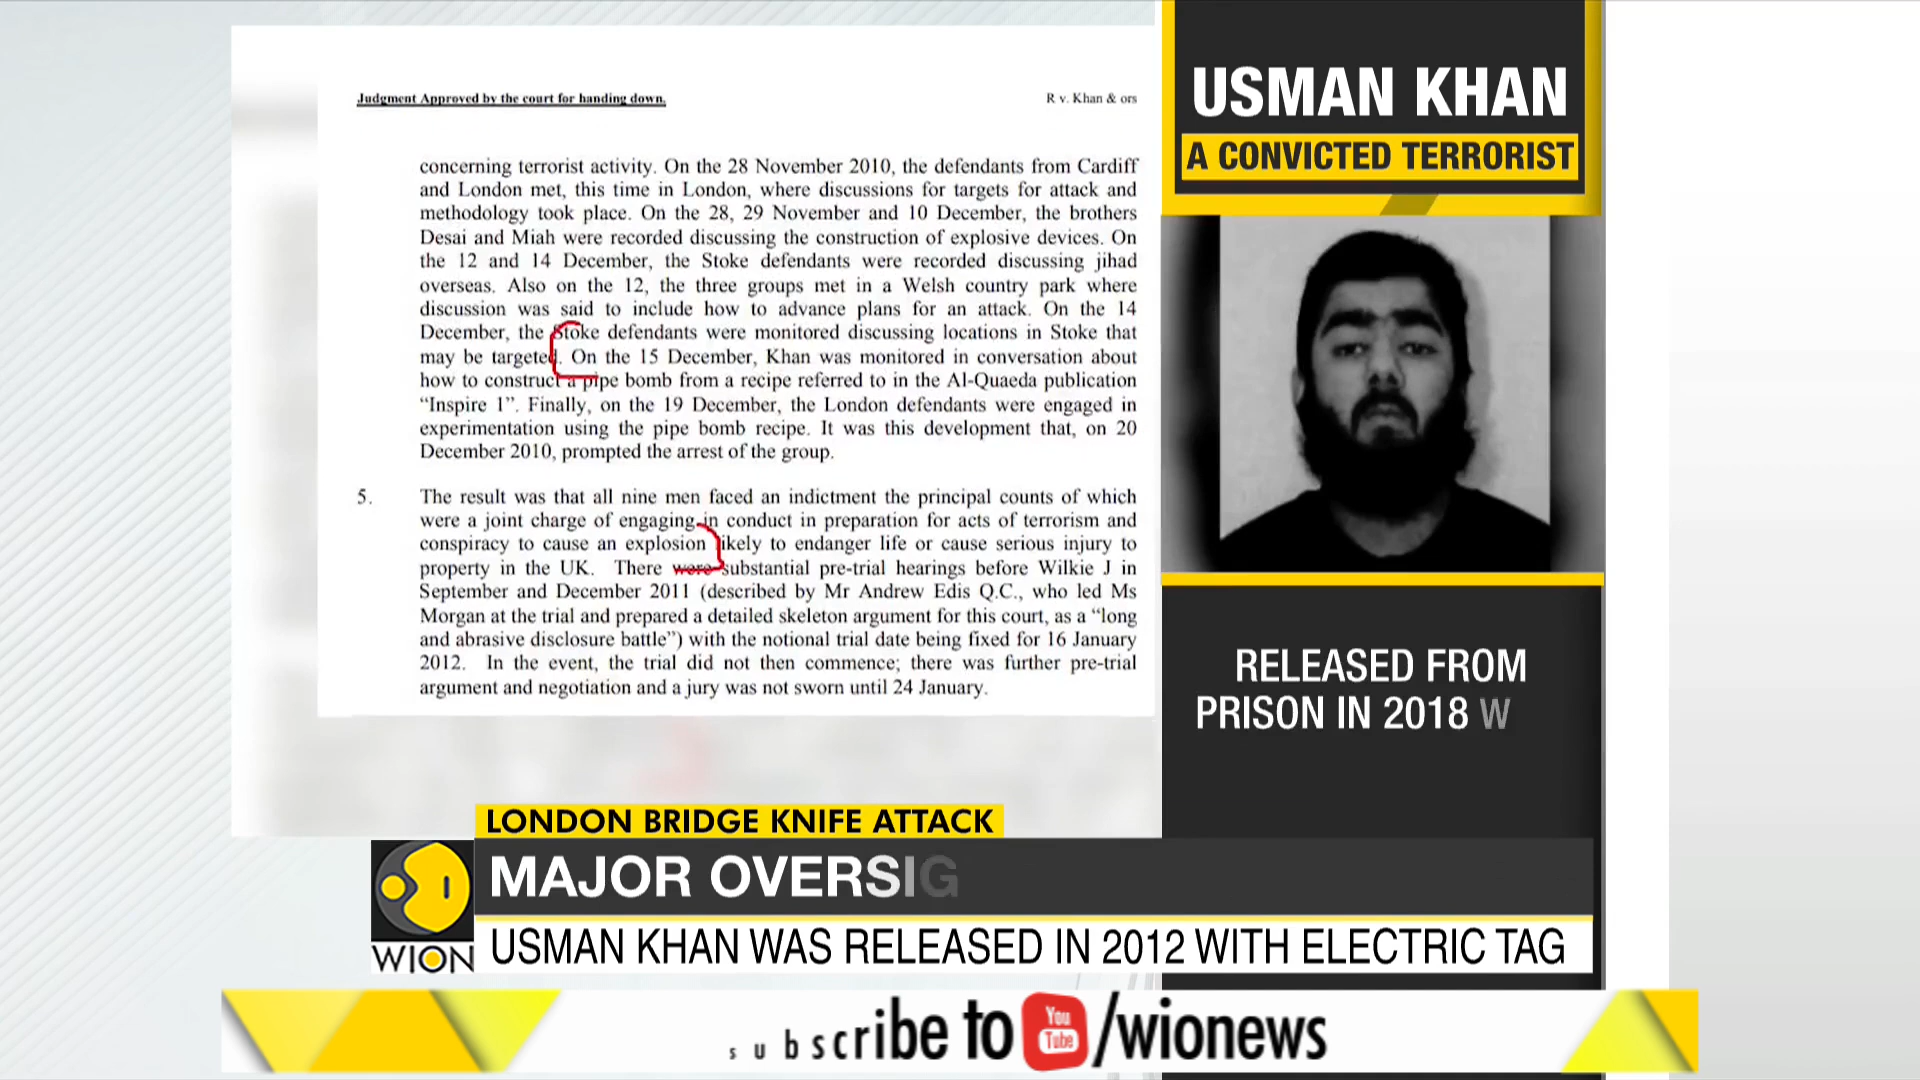 Judgment Approved by the court for handing down.
R v. Khan & ors
concerning terrorist activity. On the 28 November 2010, the defendants from Cardiff
and London met, this time in London, where discussions for targets for attack and
methodology took place. On the 28, 29 November and 10 December, the brothers
Desai and Miah were recorded discussing the construction of explosive devices. On
the 12 and 14 December, the Stoke defendants were recorded discussing jihad
overseas. Also on the 12, the three groups met in a Welsh country park where
discussion was said to include how to advance plans for an attack. On the 14
December, the Stoke defendants were monitored discussing locations in Stoke that
may be targeted. On the 15 December, Khan was monitored in conversation about
how to construct a pipe bomb from a recipe referred to in the Al-Quaeda publication
“Inspire 1”. Finally, on the 19 December, the London defendants were engaged in
experimentation using the pipe bomb recipe. It was this development that, on 20
December 2010, prompted the arrest of the group.
5. The result was that all nine men faced an indictment the principal counts of which
were a joint charge of engaging in conduct in preparation for acts of terrorism and
conspiracy to cause an explosion likely to endanger life or cause serious injury to
property in the UK. There were substantial pre-trial hearings before Wilkie J in
September and December 2011 (described by Mr Andrew Edis Q.C., who led Ms
Morgan at the trial and prepared a detailed skeleton argument for this court, as a “long
and abrasive disclosure battle”) with the notional trial date being fixed for 16 January
2012. In the event, the trial did not then commence; there was further pre-trial
argument and negotiation and a jury was not sworn until 24 January.
USMAN KHAN
A CONVICTED TERRORIST
RELEASED FROM
PRISON IN 2018 W
LONDON BRIDGE KNIFE ATTACK
MAJOR OVERSIG
WION
USMAN KHAN WAS RELEASED IN 2012 WITH ELECTRIC TAG
subscribe to You Tube /wionews